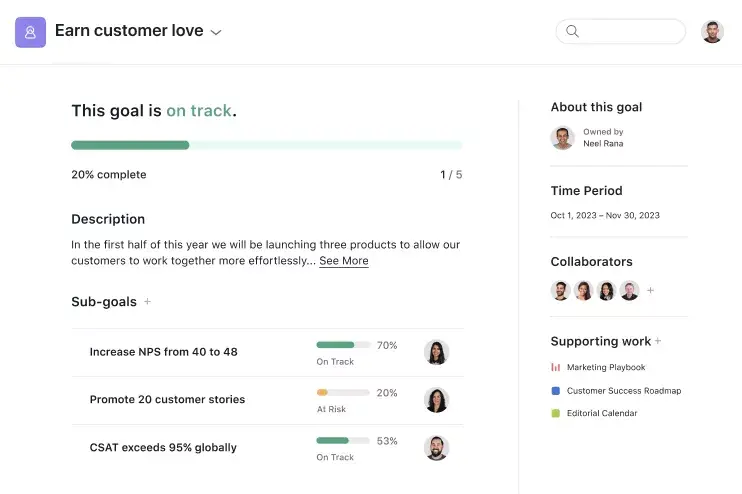 Earn customer love
This goal is on track.
20% complete
1 / 5
Description
In the first half of this year we will be launching three products to allow our
customers to work together more effortlessly... See More
Sub-goals +
Increase NPS from 40 to 48
70%
On Track
Promote 20 customer stories
20%
At Risk
CSAT exceeds 95% globally
53%
On Track
About this goal
Owned by
Neel Rana
Time Period
Oct 1, 2023 – Nov 30, 2023
Collaborators
+
Supporting work +
Marketing Playbook
Customer Success Roadmap
Editorial Calendar